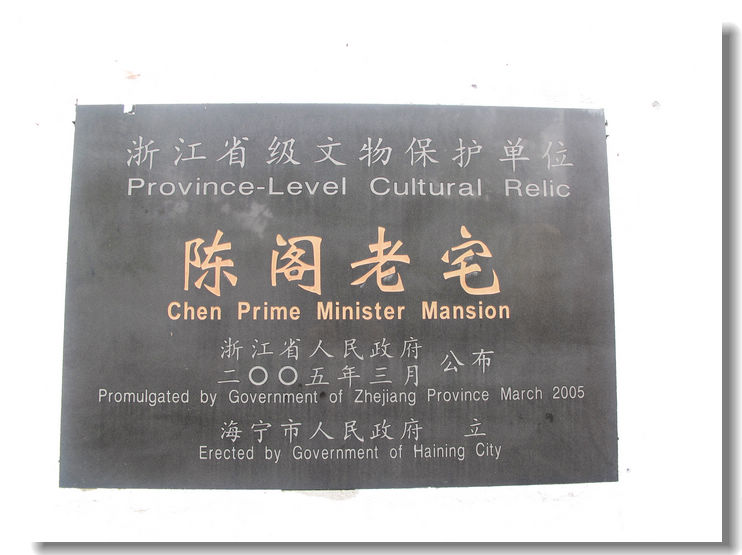 浙江省级文物保护单位
Province-Level Cultural Relic
陈阁老宅
Chen Prime Minister Mansion
浙江省人民政府
二〇〇五年三月 公布
Promulgated by Government of Zhejiang Province March 2005
海宁市人民政府 立
Erected by Government of Haining City